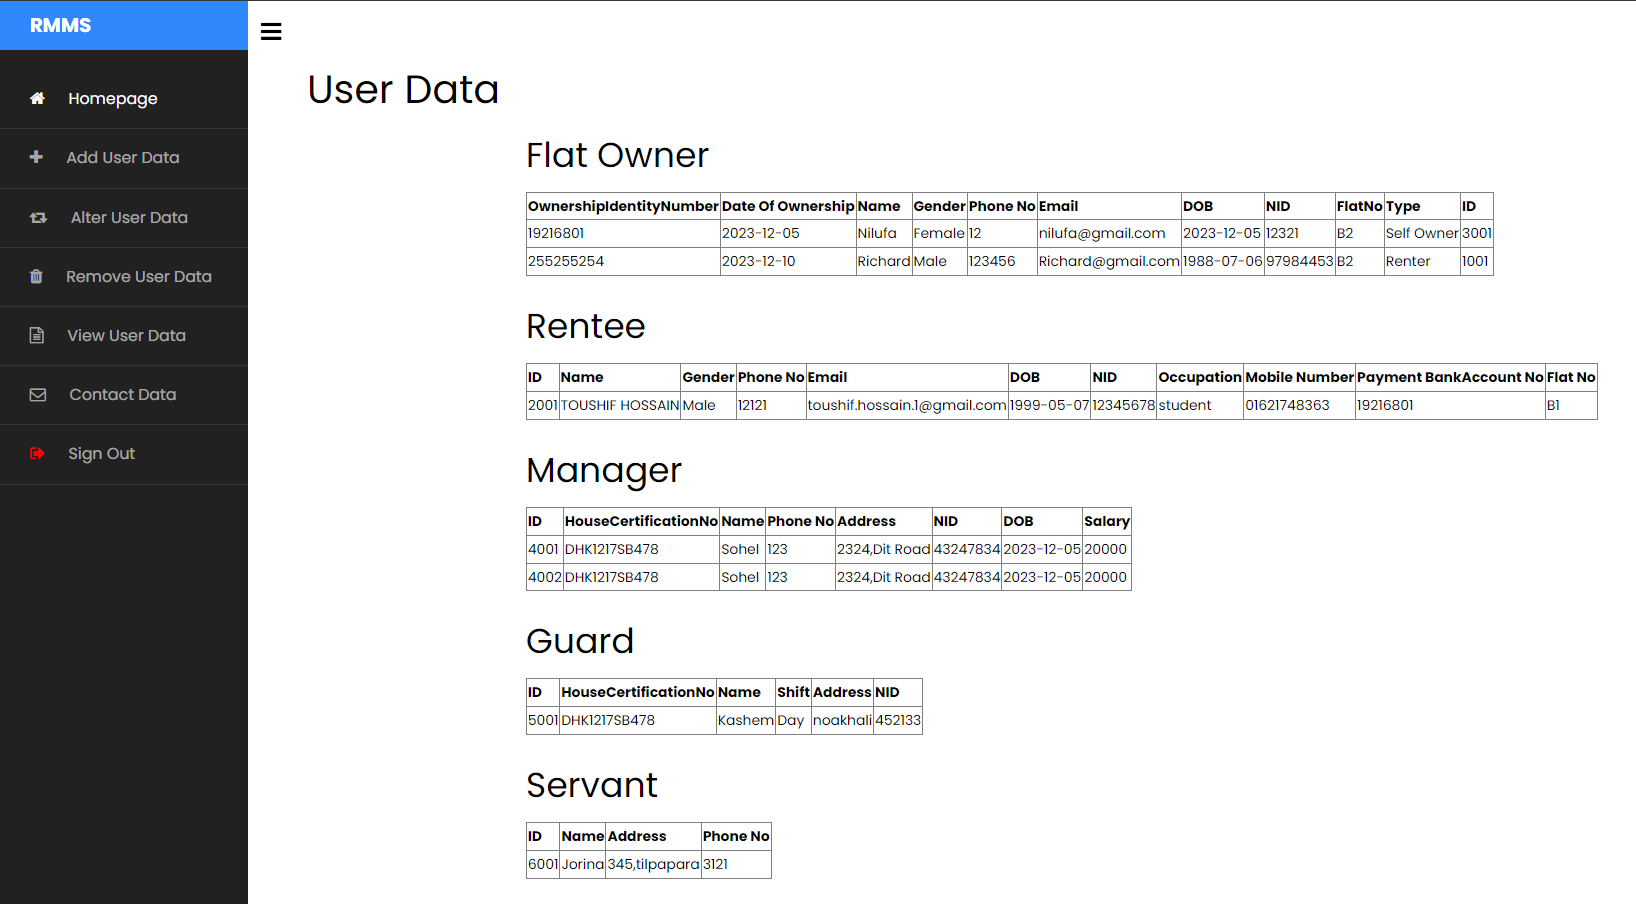 RMMS
Homepage
Add User Data
Alter User Data
Remove User Data
View User Data
Contact Data
Sign Out
User Data
Flat Owner
OwnershipIdentityNumber Date Of Ownership Name Gender Phone No Email DOB NID FlatNo Type ID
19216801 2023-12-05 Nilufa Female 12 nilufa@gmail.com 2023-12-05 12321 B2 Self Owner 3001
255255254 2023-12-10 Richard Male 123456 Richard@gmail.com 1988-07-06 97984453 B2 Renter 1001
Rentee
ID Name Gender Phone No Email DOB NID Occupation Mobile Number Payment BankAccount No Flat No
2001 TOUSHIF HOSSAIN Male 12121 toushif.hossain.1@gmail.com 1999-05-07 12345678 student 01621748363 19216801 B1
Manager
ID HouseCertificationNo Name Phone No Address NID DOB Salary
4001 DHK1217SB478 Sohel 123 2324,Dit Road 43247834 2023-12-05 20000
4002 DHK1217SB478 Sohel 123 2324,Dit Road 43247834 2023-12-05 20000
Guard
ID HouseCertificationNo Name Shift Address NID
5001 DHK1217SB478 Kashem Day noakhali 452133
Servant
ID Name Address Phone No
6001 Jorina 345,tilpapara 3121